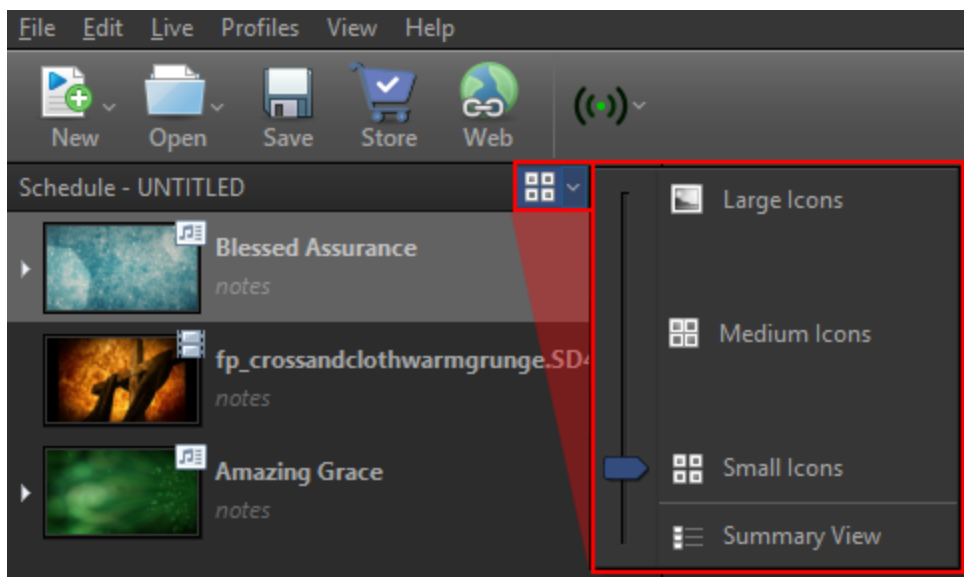 File Edit Live Profiles View Help
New Open Save Store Web
Schedule - UNTITLED
Blessed Assurance
notes
fp_crossandclothwarmgrunge.SD4
notes
Amazing Grace
notes
Large Icons
Medium Icons
Small Icons
Summary View